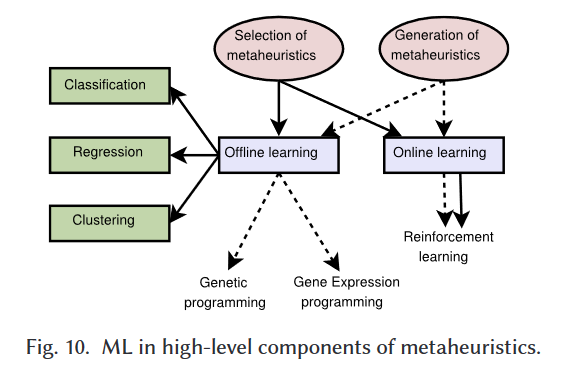 Selection of
metaheuristics
Generation of
metaheuristics
Classification
Regression
Clustering
Offline learning
Online learning
Reinforcement
learning
Genetic
programming
Gene Expression
programming
Fig. 10. ML in high-level components of metaheuristics.